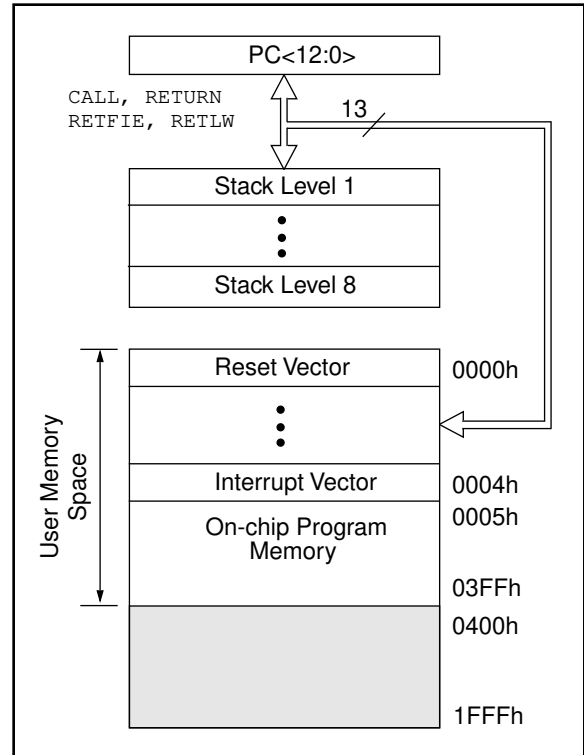 PC<12:0>
CALL, RETURN
RETFIE, RETLW
13
Stack Level 1
Stack Level 8
Reset Vector
0000h
Interrupt Vector
0004h
0005h
On-chip Program
Memory
03FFh
0400h
1FFFh
User Memory
Space